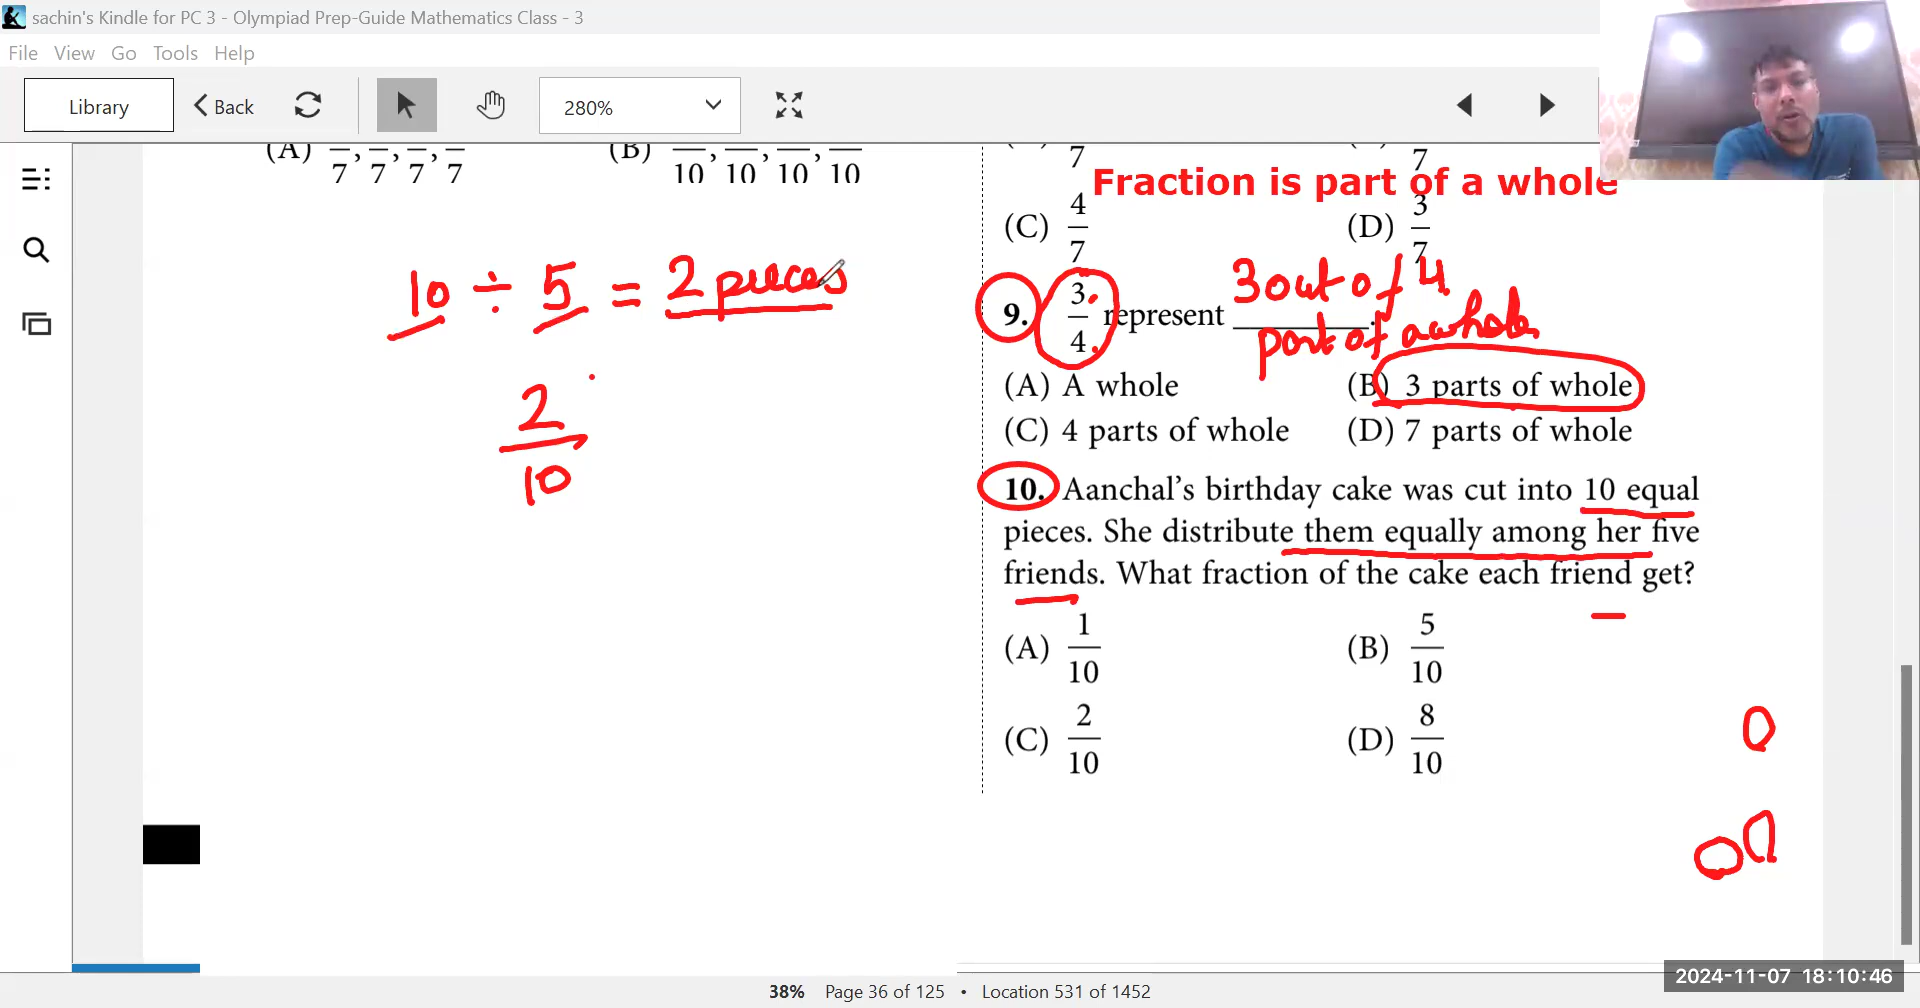 sachin's Kindle for PC 3 - Olympiad Prep-Guide Mathematics Class - 3
File View Go Tools Help
Library
Back
280%
(A) 7, 7, 7, 7
(B) 10, 10, 10, 10
10 ÷ 5 = 2 pieces
2
10
7
7
Fraction is part of a whole
(C) 4/7
(D) 3/7
3 out of 4
9. 3/4 represent ________.
part of a whole
(A) A whole
(B) 3 parts of whole
(C) 4 parts of whole
(D) 7 parts of whole
10. Aanchal's birthday cake was cut into 10 equal
pieces. She distribute them equally among her five
friends. What fraction of the cake each friend get?
(A) 1/10
(B) 5/10
(C) 2/10
(D) 8/10
38% Page 36 of 125 • Location 531 of 1452
2024-11-07 18:10:46